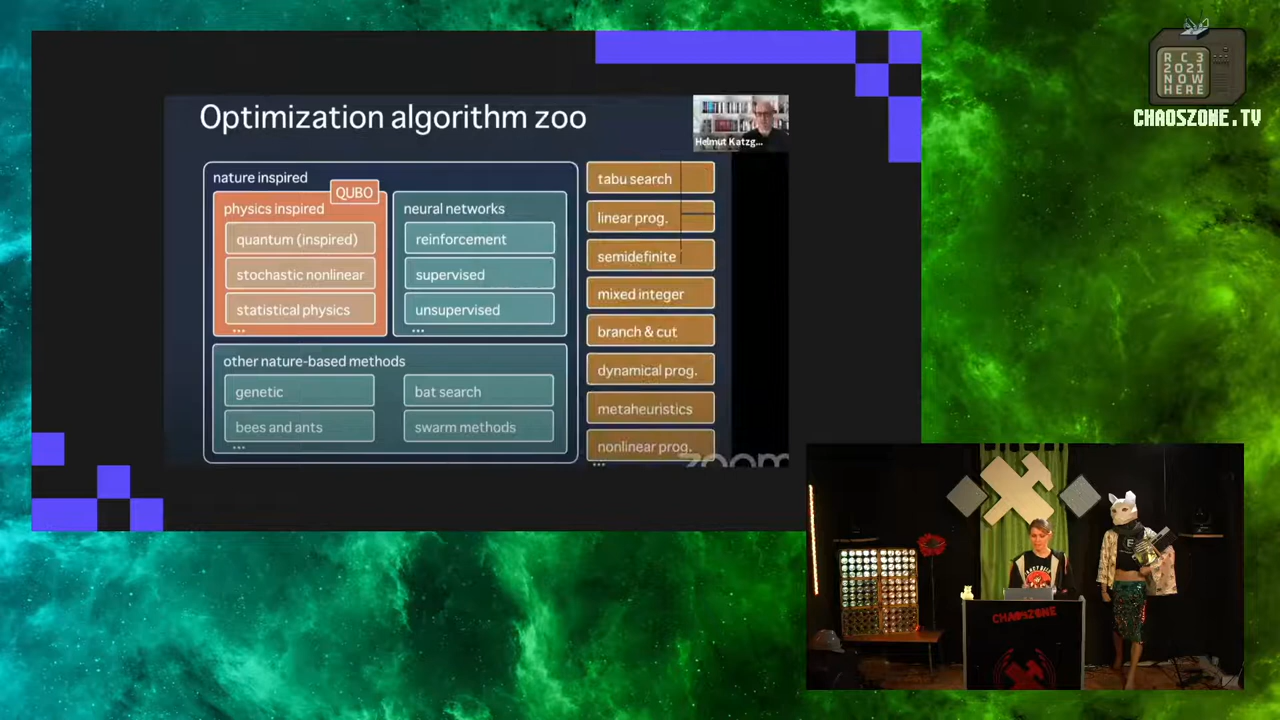 Optimization algorithm zoo
Helmut Katzg...
nature inspired
QUBO
physics inspired
quantum (inspired)
stochastic nonlinear
statistical physics
...
neural networks
reinforcement
supervised
unsupervised
...
other nature-based methods
genetic
bat search
bees and ants
swarm methods
...
tabu search
linear prog.
semidefinite
mixed integer
branch & cut
dynamical prog.
metaheuristics
nonlinear prog.
...
zoom
RC3
2021
NOW
HERE
CHAOSZONE.TV
CHAOSZONE